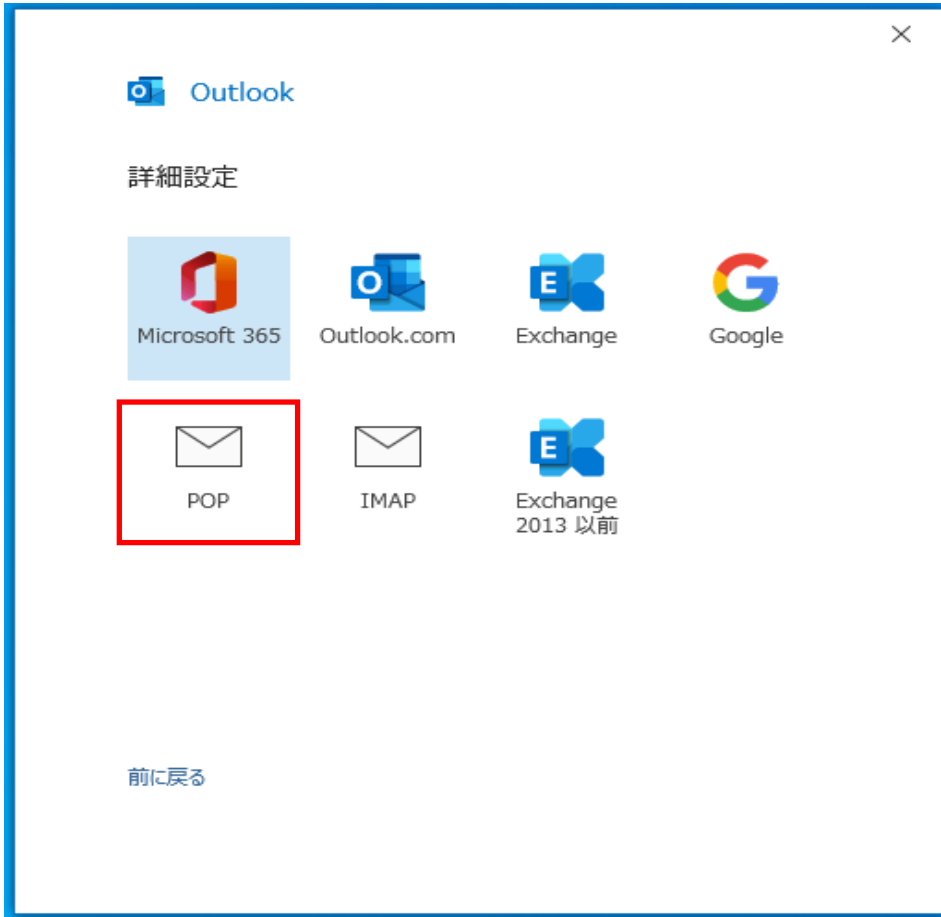 Outlook
詳細設定
Microsoft 365
Outlook.com
Exchange
Google
POP
IMAP
Exchange
2013 以前
前に戻る